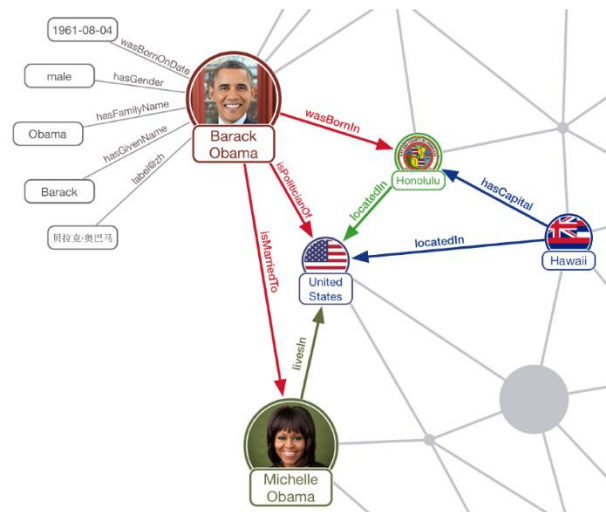 1961-08-04
wasBornOnDate
male
hasGender
Obama
hasFamilyName
Barack
hasGivenName
贝拉克·奥巴马
label@zh
Barack
Obama
wasBornIn
Honolulu
isPoliticianOf
locatedIn
hasCapital
locatedIn
Hawaii
United
States
isMarriedTo
livesIn
Michelle
Obama